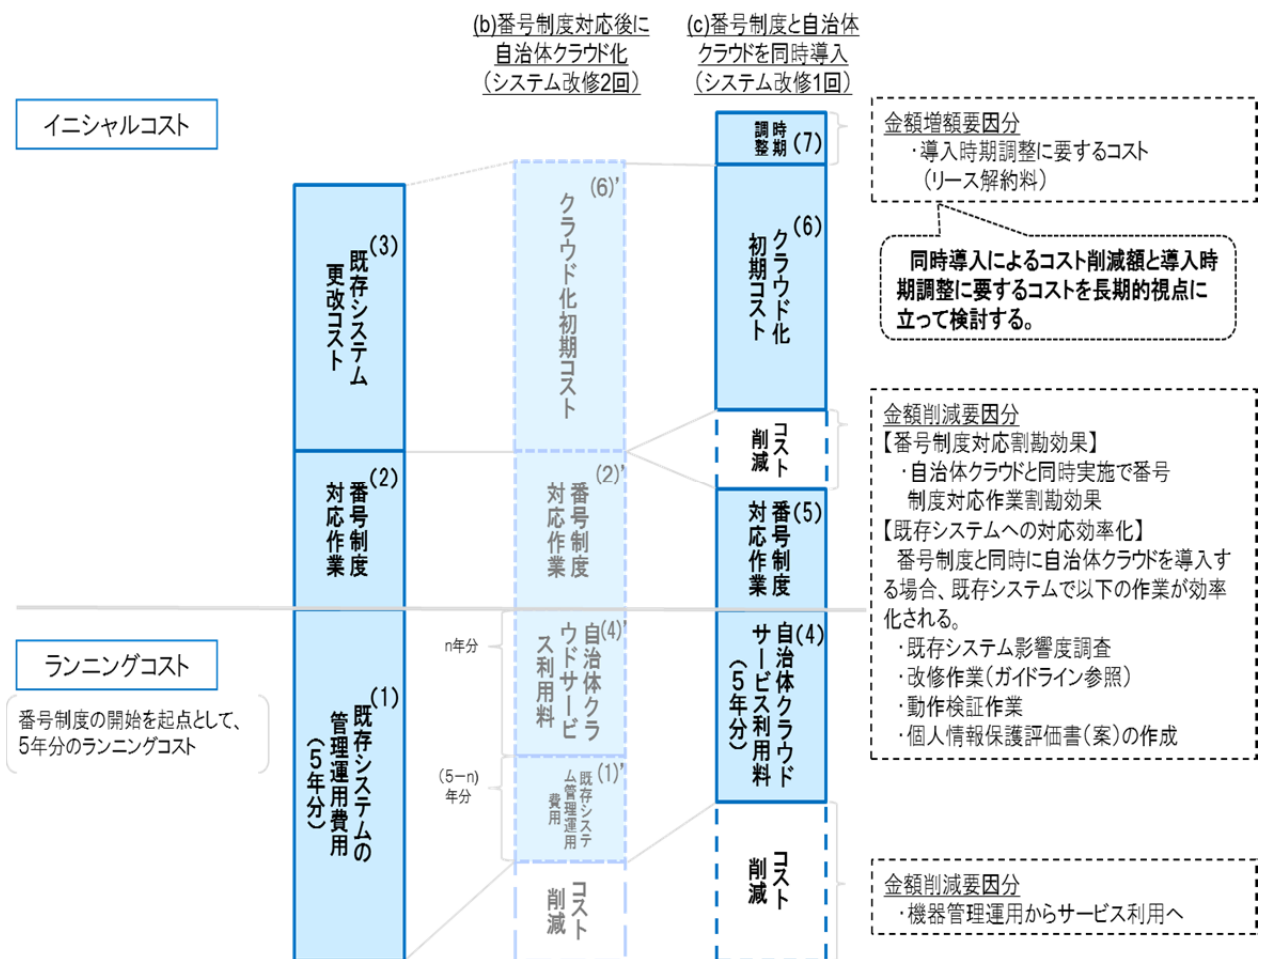 (b)番号制度対応後に
自治体クラウド化
(システム改修2回)
(c)番号制度と自治体
クラウドを同時導入
(システム改修1回)
イニシャルコスト
(3)
既存システム
更改コスト
(2)
番号制度
対応作業
(1)
既存システムの
管理運用費用
(5年分)
(6)’
クラウド化初期コスト
(2)’
番号制度
対応作業
n年分
(4)’
自治体クラ
ウドサービ
ス利用料
(5−n)
年分
(1)’
既存システ
ム管理運用
費用
コスト
削減
(7)
時期
調整
(6)
クラウド化
初期コスト
コスト
削減
(5)
番号制度
対応作業
(4)
自治体クラウド
サービス利用料
(5年分)
コスト
削減
ランニングコスト
番号制度の開始を起点として、
5年分のランニングコスト
金額増額要因分
・導入時期調整に要するコスト
(リース解約料)
同時導入によるコスト削減額と導入時
期調整に要するコストを長期的視点に
立って検討する。
金額削減要因分
【番号制度対応割勘効果】
・自治体クラウドと同時実施で番号
制度対応作業割勘効果
【既存システムへの対応効率化】
番号制度と同時に自治体クラウドを導入す
る場合、既存システムで以下の作業が効率
化される。
・既存システム影響度調査
・改修作業(ガイドライン参照)
・動作検証作業
・個人情報保護評価書(案)の作成
金額削減要因分
・機器管理運用からサービス利用へ